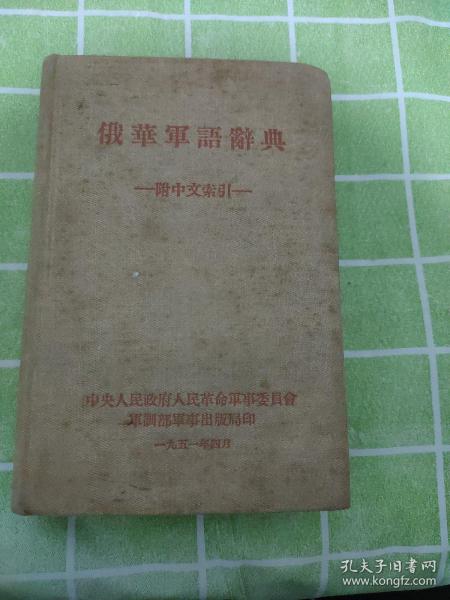 俄華軍語辭典
—附中文索引—
中央人民政府人民革命軍事委員會
軍訓部軍事出版局印
一九五一年四月
孔夫子旧书网
www.kongfz.com